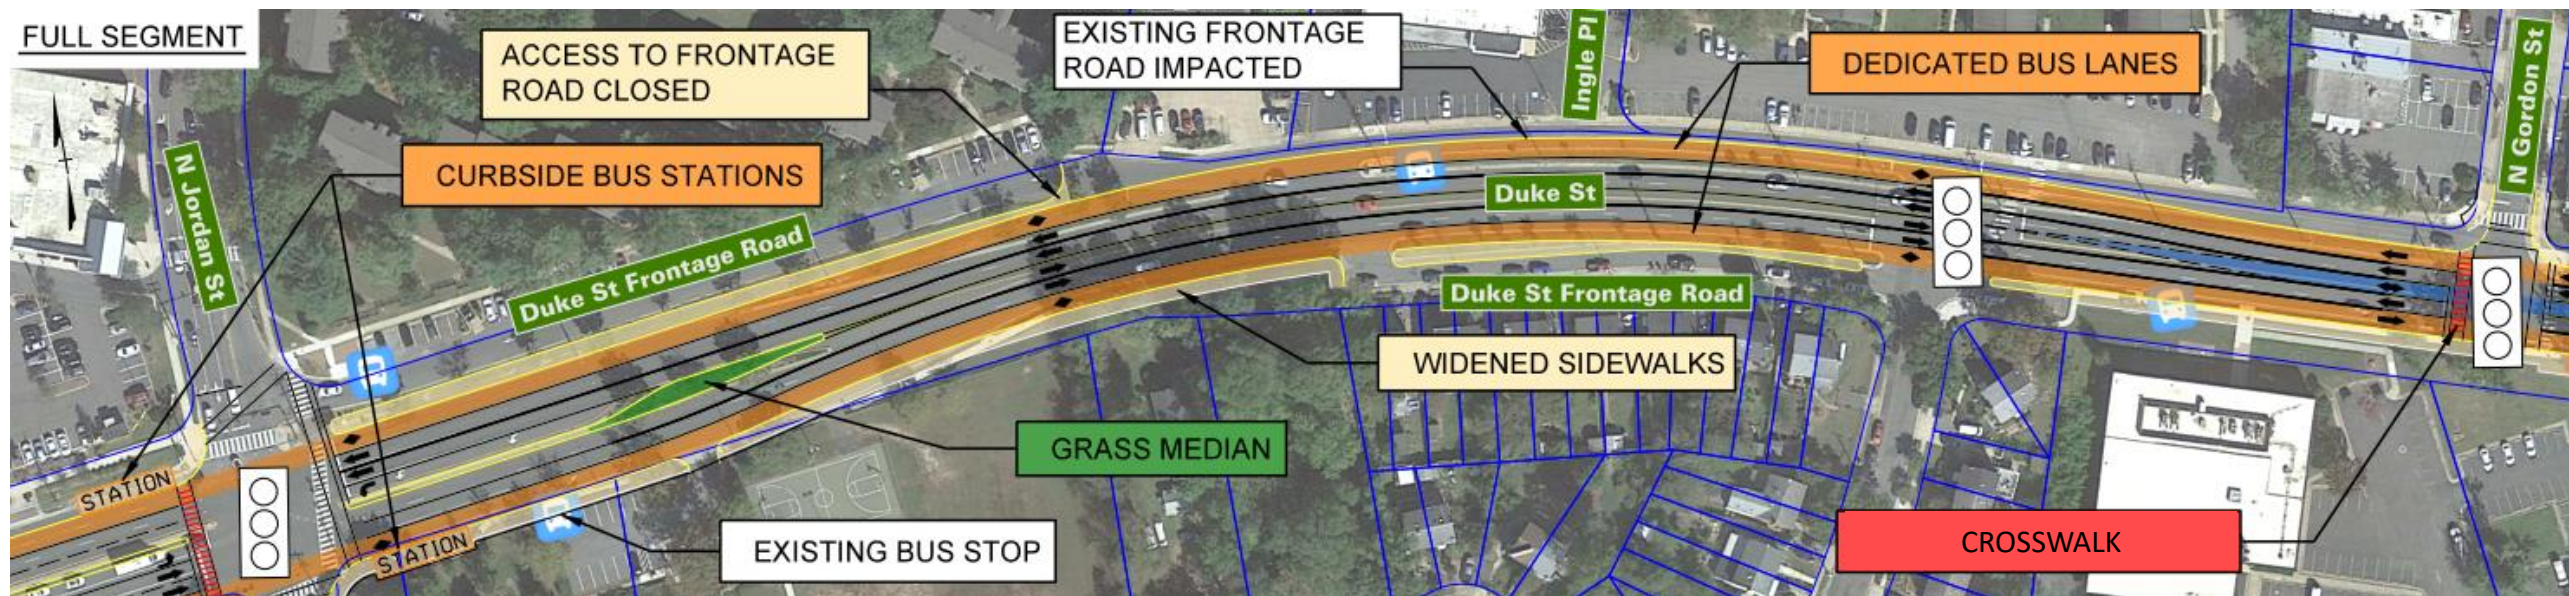 FULL SEGMENT
ACCESS TO FRONTAGE
ROAD CLOSED
EXISTING FRONTAGE
ROAD IMPACTED
Ingle Pl
DEDICATED BUS LANES
N Gordon St
N Jordan St
CURBSIDE BUS STATIONS
Duke St
Duke St Frontage Road
Duke St Frontage Road
WIDENED SIDEWALKS
GRASS MEDIAN
STATION
STATION
EXISTING BUS STOP
CROSSWALK